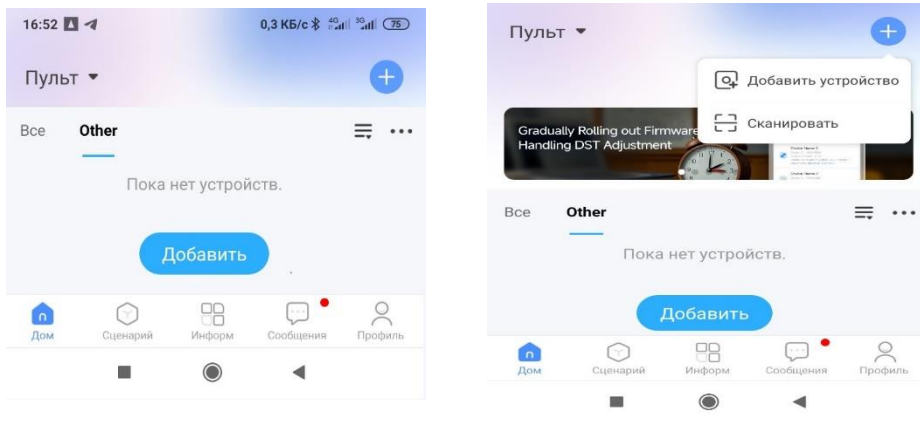 16:52
0,3 КБ/с 4G 3G 75
Пульт
Все Other
Пока нет устройств.
Добавить
Дом Сценарий Информ Сообщения Профиль
Пульт
Добавить устройство
Сканировать
Gradually Rolling out Firmware
Handling DST Adjustment
Все Other
Пока нет устройств.
Добавить
Дом Сценарий Информ Сообщения Профиль